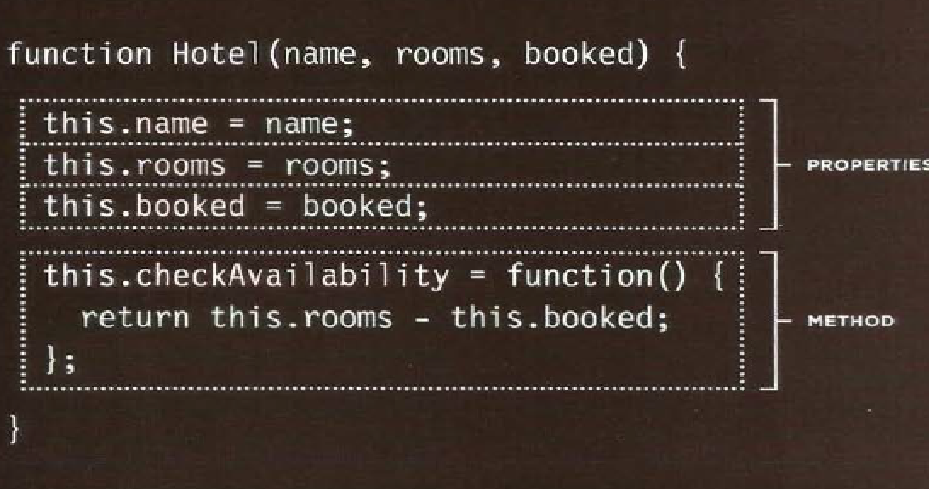 function Hotel(name, rooms, booked) {
this.name = name;
this.rooms = rooms;
this.booked = booked;
PROPERTIES
this.checkAvailability = function() {
return this.rooms - this.booked;
};
METHOD
}